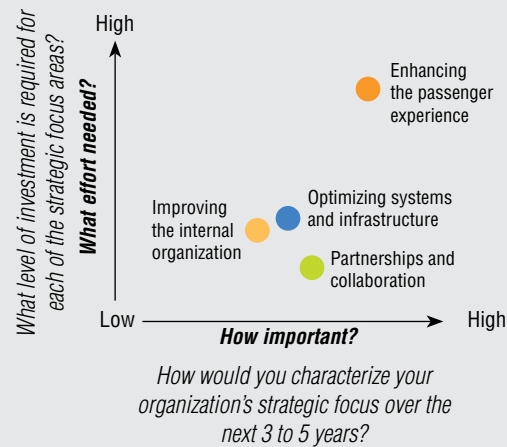 High
What level of investment is required for
each of the strategic focus areas?
What effort needed?
Enhancing
the passenger
experience
Improving
the internal
organization
Optimizing systems
and infrastructure
Partnerships and
collaboration
Low
High
How important?
How would you characterize your
organization's strategic focus over the
next 3 to 5 years?